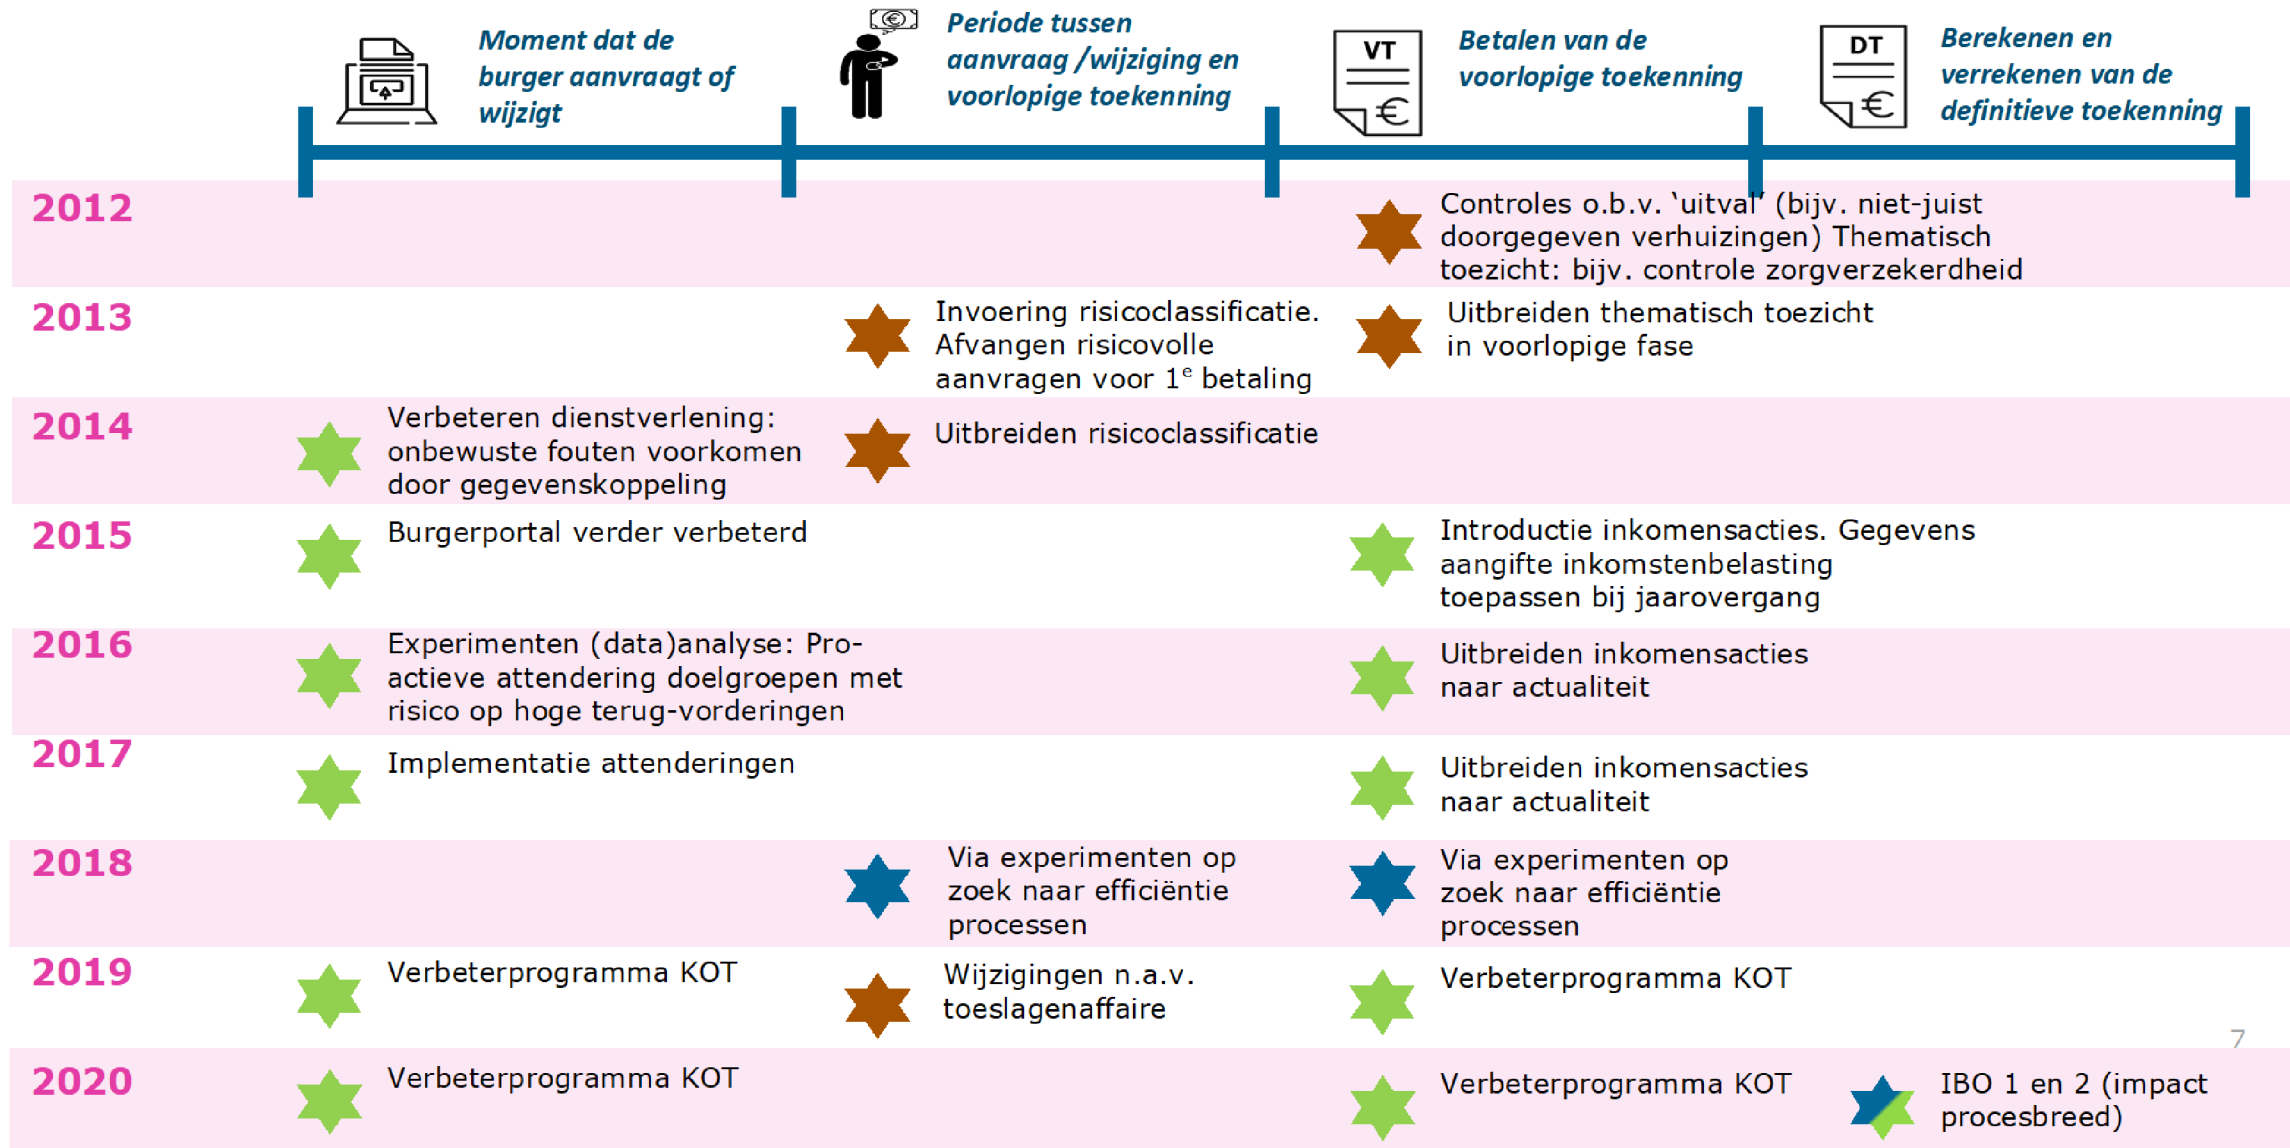 Moment dat de
burger aanvraagt of
wijzigt
Periode tussen
aanvraag /wijziging en
voorlopige toekenning
VT
Betalen van de
voorlopige toekenning
DT
Berekenen en
verrekenen van de
definitieve toekenning
2012
Controles o.b.v. ‘uitval’ (bijv. niet-juist
doorgegeven verhuizingen) Thematisch
toezicht: bijv. controle zorgverzekerdheid
2013
Invoering risicoclassificatie.
Afvangen risicovolle
aanvragen voor 1e betaling
Uitbreiden thematisch toezicht
in voorlopige fase
2014
Verbeteren dienstverlening:
onbewuste fouten voorkomen
door gegevenskoppeling
Uitbreiden risicoclassificatie
2015
Burgerportal verder verbeterd
Introductie inkomensacties. Gegevens
aangifte inkomstenbelasting
toepassen bij jaarovergang
2016
Experimenten (data)analyse: Pro-
actieve attendering doelgroepen met
risico op hoge terug-vorderingen
Uitbreiden inkomensacties
naar actualiteit
2017
Implementatie attenderingen
Uitbreiden inkomensacties
naar actualiteit
2018
Via experimenten op
zoek naar efficiëntie
processen
Via experimenten op
zoek naar efficiëntie
processen
2019
Verbeterprogramma KOT
Wijzigingen n.a.v.
toeslagenaffaire
Verbeterprogramma KOT
7
2020
Verbeterprogramma KOT
Verbeterprogramma KOT
IBO 1 en 2 (impact
procesbreed)